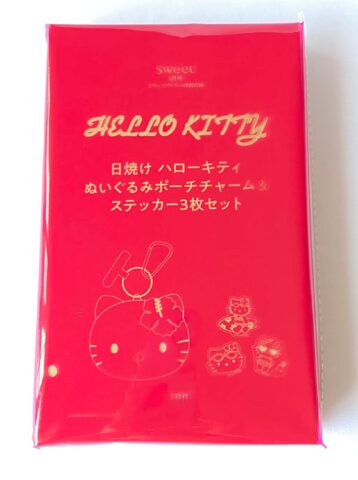 sweet
HELLO KITTY
日焼け ハローキティ
ぬいぐるみポーチチャーム&
ステッカー3枚セット